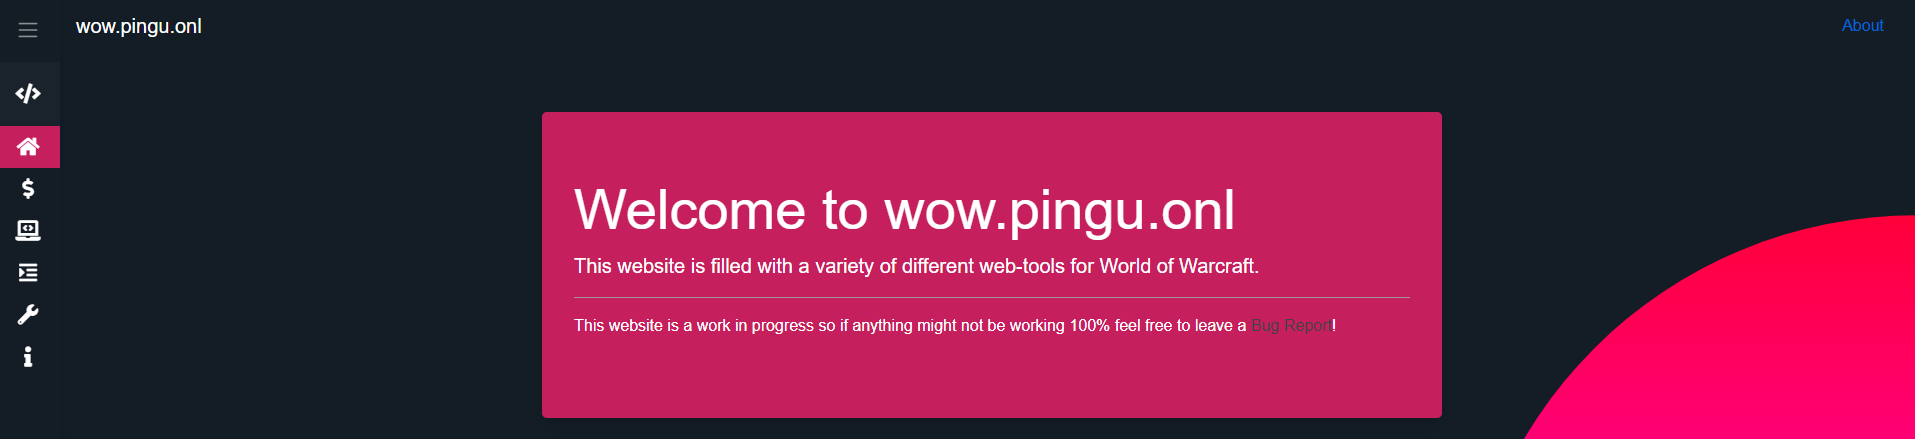 wow.pingu.onl
About
Welcome to wow.pingu.onl
This website is filled with a variety of different web-tools for World of Warcraft.
This website is a work in progress so if anything might not be working 100% feel free to leave a Bug Report!